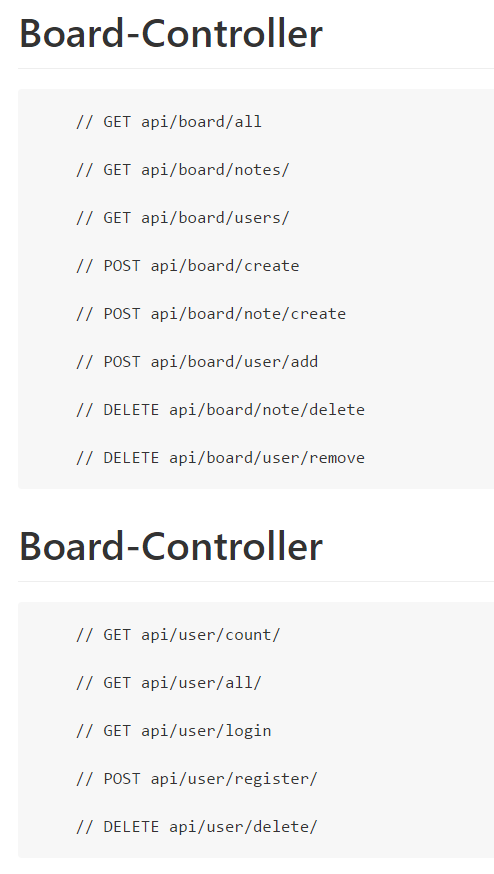 Board-Controller
// GET api/board/all
// GET api/board/notes/
// GET api/board/users/
// POST api/board/create
// POST api/board/note/create
// POST api/board/user/add
// DELETE api/board/note/delete
// DELETE api/board/user/remove
Board-Controller
// GET api/user/count/
// GET api/user/all/
// GET api/user/login
// POST api/user/register/
// DELETE api/user/delete/